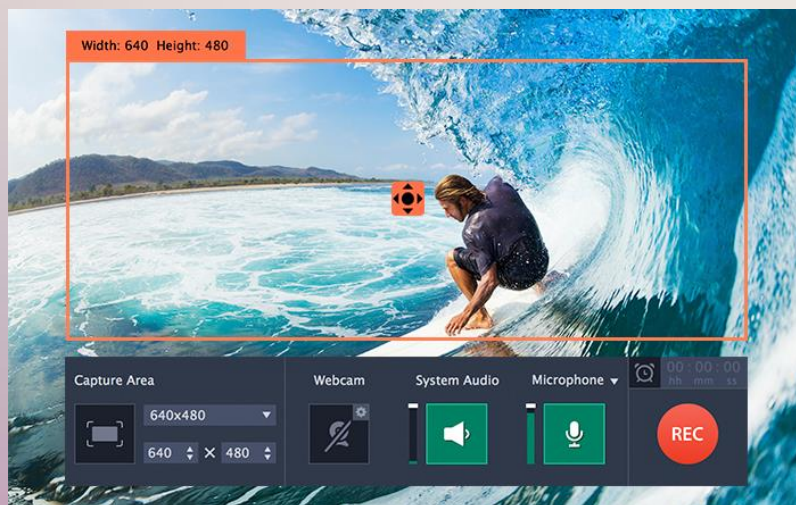 Width: 640 Height: 480
Capture Area
Webcam
System Audio
Microphone
00:00:00
hh mm ss
640x480
640 × 480
REC